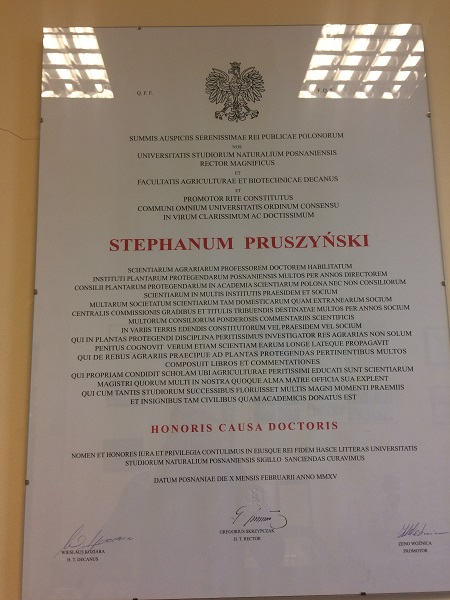 Q.F.F.
SUMMIS AUSPICIIS SERENISSIMAE REI PUBLICAE POLONORUM
NOS
UNIVERSITATIS STUDIORUM NATURALIUM POSNANIENSIS
RECTOR MAGNIFICUS
ET
FACULTATIS AGRICULTURAE ET BIOTECHNICAE DECANUS
ET
PROMOTOR RITE CONSTITUTUS
COMMUNI OMNIUM UNIVERSITATIS ORDINUM CONSENSU
IN VIRUM CLARISSIMUM AC DOCTISSIMUM
STEPHANUM PRUSZYŃSKI
SCIENTIARUM AGRARIARUM PROFESSOREM DOCTOREM HABILITATUM
INSTITUTI PLANTARUM PROTEGENDARUM POSNANIENSIS MULTOS PER ANNOS DIRECTOREM
CONSILII PLANTARUM PROTEGENDARUM IN ACADEMIA SCIENTIARUM POLONA NEC NON CONSILIORUM
SCIENTIARUM IN MULTIS INSTITUTIS PRAESIDEM ET SOCIUM
MULTARUM SOCIETATUM SCIENTIARUM TAM DOMESTICARUM QUAM EXTRANEARUM SOCIUM
CENTRALIS COMMISSIONIS GRADIBUS ET TITULIS TRIBUENDIS DESTINATAE MULTOS PER ANNOS SOCIUM
MULTORUM CONSILIORUM PONDEROSIS COMMENTARIIS SCIENTIFICIS
IN VARIIS TERRIS EDENDIS CONSTITUTORUM VEL PRAESIDEM VEL SOCIUM
QUI IN PLANTAS PROTEGENDI DISCIPLINA PERITISSIMUS INVESTIGATOR RES AGRARIAS NON SOLUM
PENITUS COGNOVIT VERUM ETIAM SCIENTIAM EARUM LONGE LATEQUE PROPAGAVIT
QUI DE REBUS AGRARIIS PRAECIPUE AD PLANTAS PROTEGENDAS PERTINENTIBUS MULTOS
COMPOSUIT LIBROS ET COMMENTATIONES
QUI PROPRIAM CONDIDIT SCHOLAM UBI AGRICULTURAE PERITISSIMI EDUCATI SUNT SCIENTIARUM
MAGISTRI QUORUM MULTI IN NOSTRA QUOQUE ALMA MATRE OFFICIA SUA EXPLENT
QUI CUM TANTIS STUDIORUM SUCCESSIBUS FLORUISSET MULTIS MAGNI MOMENTI PRAEMIIS
ET INSIGNIBUS TAM CIVILIBUS QUAM ACADEMICIS DONATUS EST
HONORIS CAUSA DOCTORIS
NOMEN ET HONORES IURA ET PRIVILEGIA CONTULIMUS IN EIUSQUE REI FIDEM HASCE LITTERAS UNIVERSITATIS
STUDIORUM NATURALIUM POSNANIENSIS SIGILLO SANCIENDAS CURAVIMUS
DATUM POSNANIAE DIE X MENSIS FEBRUARII ANNO MMXV
WIESLAUS KOZIARA
H. T. DECANUS
GREGORIUS SKRZYPCZAK
H. T. RECTOR
ZENO WOŹNICA
PROMOTOR